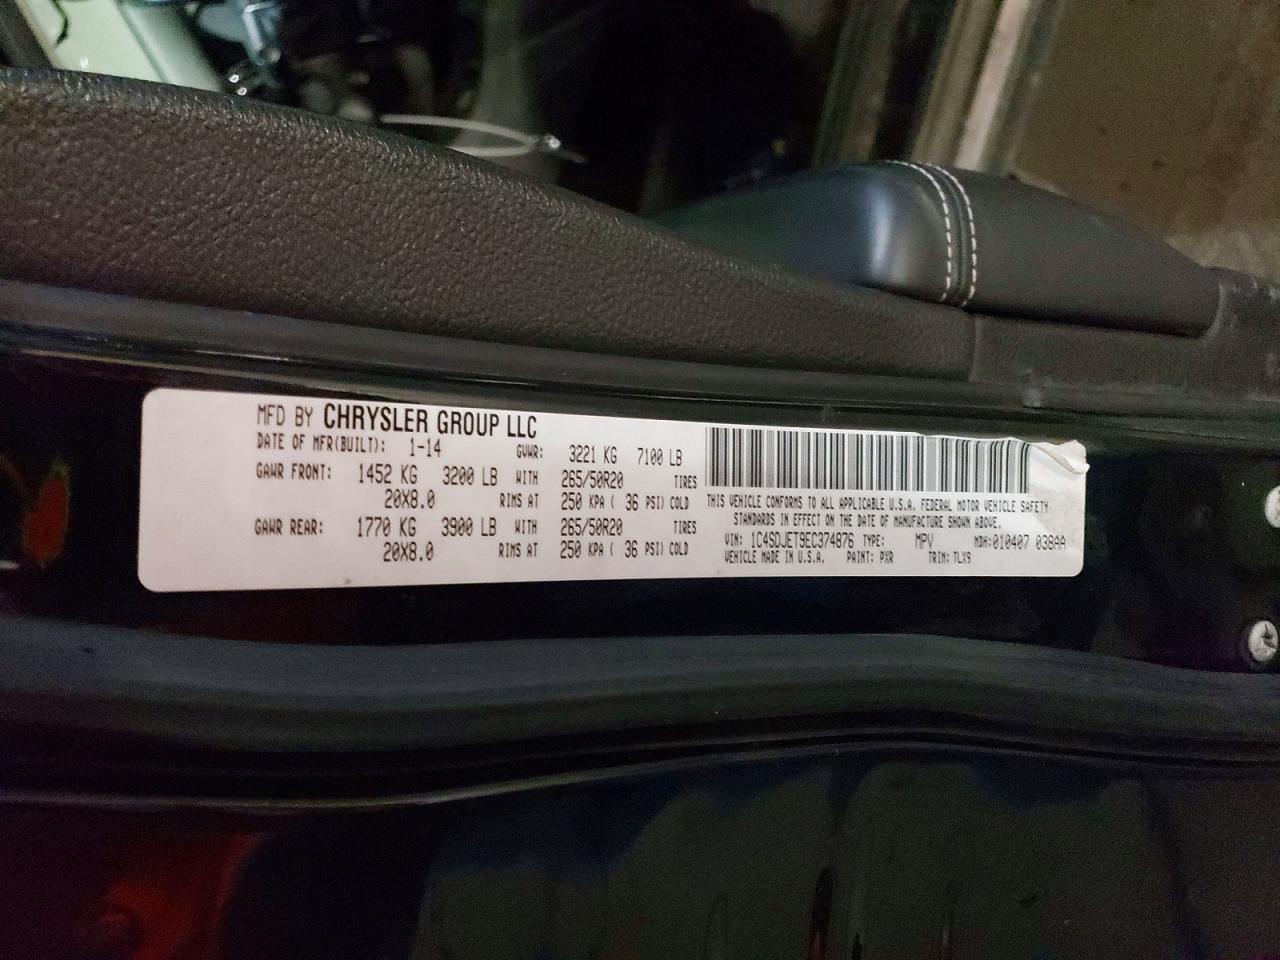 MFD BY CHRYSLER GROUP LLC
DATE OF MFR(BUILT): 1-14 GVWR: 3221 KG 7100 LB
GAWR FRONT: 1452 KG 3200 LB WITH 265/50R20 TIRES
20X8.0 RIMS AT 250 KPA ( 36 PSI) COLD
GAWR REAR: 1770 KG 3900 LB WITH 265/50R20 TIRES
20X8.0 RIMS AT 250 KPA ( 36 PSI) COLD
THIS VEHICLE CONFORMS TO ALL APPLICABLE U.S.A. FEDERAL MOTOR VEHICLE SAFETY
STANDARDS IN EFFECT ON THE DATE OF MANUFACTURE SHOWN ABOVE.
VIN: 1C4SDJET9EC374876 TYPE: MPV MDH:010407 038AA
VEHICLE MADE IN U.S.A. PAINT: PXR TRIM: TLX9